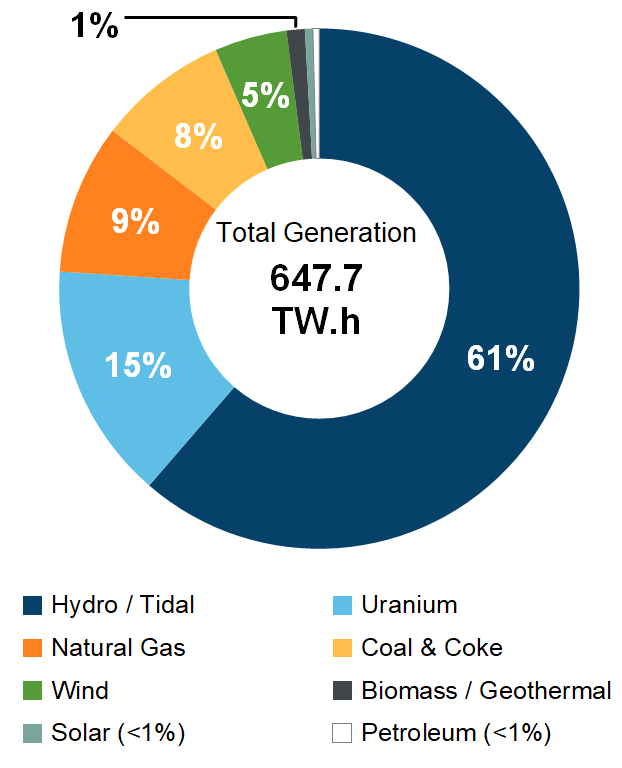 1%
5%
8%
9%
15%
61%
Total Generation
647.7
TW.h
Hydro / Tidal
Uranium
Natural Gas
Coal & Coke
Wind
Biomass / Geothermal
Solar (<1%)
Petroleum (<1%)